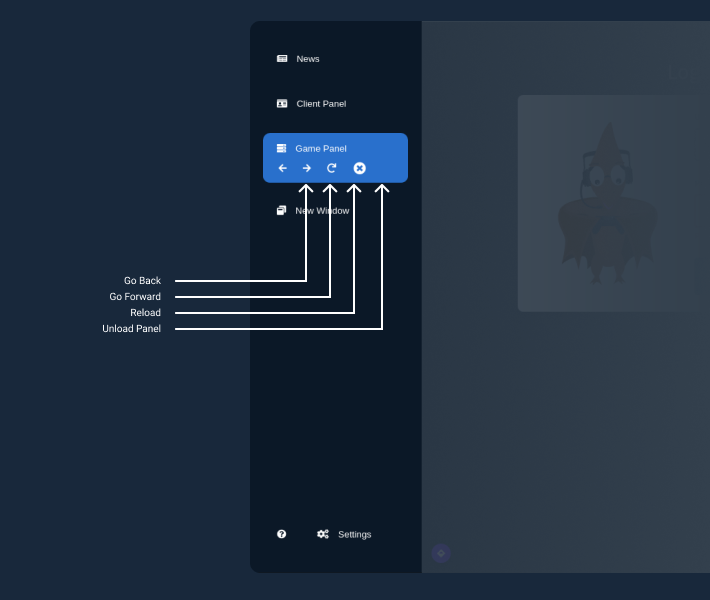 News
Client Panel
Game Panel
New Window
Go Back
Go Forward
Reload
Unload Panel
Settings